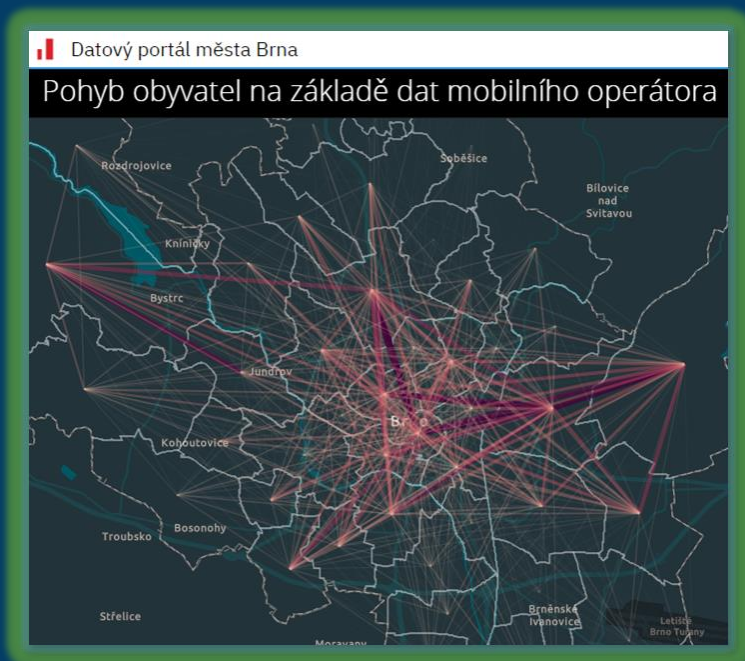 Datový portál města Brna
Pohyb obyvatel na základě dat mobilního operátora
Rozdrojovice
Soběšice
Bílovice
nad
Svitavou
Kníničky
Bystrc
Jundrov
Kohoutovice
Bosonohy
Troubsko
Střelice
Brněnské
Ivanovice
Letiště
Brno Tuřany
Moravany